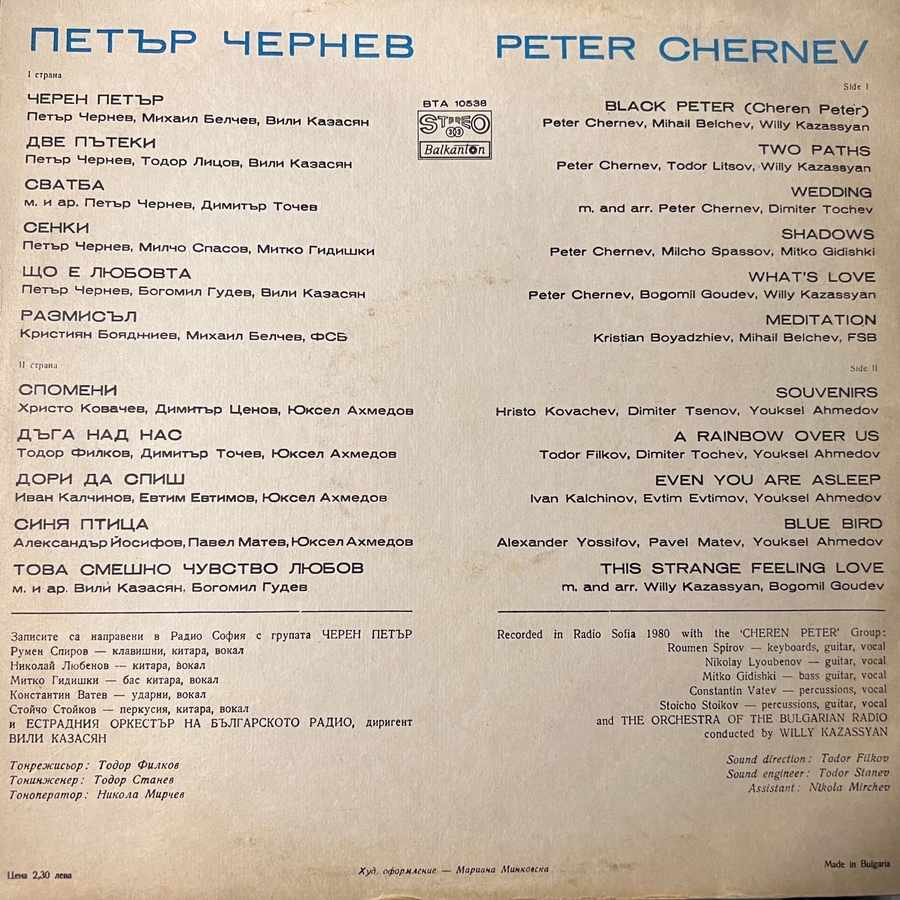 ПЕТЪР ЧЕРНЕВ
I страна
ЧЕРЕН ПЕТЪР
Петър Чернев, Михаил Белчев, Вили Казасян
ДВЕ ПЪТЕКИ
Петър Чернев, Тодор Лицов, Вили Казасян
СВАТБА
м. и ар. Петър Чернев, Димитър Точев
СЕНКИ
Петър Чернев, Милчо Спасов, Митко Гидишки
ЩО Е ЛЮБОВТА
Петър Чернев, Богомил Гудев, Вили Казасян
РАЗМИСЪЛ
Кристиян Бояджиев, Михаил Белчев, ФСБ
II страна
СПОМЕНИ
Христо Ковачев, Димитър Ценов, Юксел Ахмедов
ДЪГА НАД НАС
Тодор Филков, Димитър Точев, Юксел Ахмедов
ДОРИ ДА СПИШ
Иван Калчинов, Евтим Евтимов, Юксел Ахмедов
СИНЯ ПТИЦА
Александър Йосифов, Павел Матев, Юксел Ахмедов
ТОВА СМЕШНО ЧУВСТВО ЛЮБОВ
м. и ар. Вили Казасян, Богомил Гудев
Записите са направени в Радио София с групата ЧЕРЕН ПЕТЪР
Румен Спиров — клавишни, китара, вокал
Николай Любенов — китара, вокал
Митко Гидишки — бас китара, вокал
Константин Ватев — ударни, вокал
Стойчо Стойков — перкусия, китара, вокал
и ЕСТРАДНИЯ ОРКЕСТЪР НА БЪЛГАРСКОТО РАДИО, диригент
ВИЛИ КАЗАСЯН
Тонрежисьор: Тодор Филков
Тонинженер: Тодор Станев
Тоноператор: Никола Мирчев
Цена 2,30 лева
Худ. оформление — Мариана Минковска
BTA 10538
STEREO
33
Balkanton
PETER CHERNEV
Side I
BLACK PETER (Cheren Peter)
Peter Chernev, Mihail Belchev, Willy Kazassyan
TWO PATHS
Peter Chernev, Todor Litsov, Willy Kazassyan
WEDDING
m. and arr. Peter Chernev, Dimiter Tochev
SHADOWS
Peter Chernev, Milcho Spassov, Mitko Gidishki
WHAT'S LOVE
Peter Chernev, Bogomil Goudev, Willy Kazassyan
MEDITATION
Kristian Boyadzhiev, Mihail Belchev, FSB
Side II
SOUVENIRS
Hristo Kovachev, Dimiter Tsenov, Youksel Ahmedov
A RAINBOW OVER US
Todor Filkov, Dimiter Tochev, Youksel Ahmedov
EVEN YOU ARE ASLEEP
Ivan Kalchinov, Evtim Evtimov, Youksel Ahmedov
BLUE BIRD
Alexander Yossifov, Pavel Matev, Youksel Ahmedov
THIS STRANGE FEELING LOVE
m. and arr. Willy Kazassyan, Bogomil Goudev
Recorded in Radio Sofia 1980 with the 'CHEREN PETER' Group:
Roumen Spirov — keyboards, guitar, vocal
Nikolay Lyoubenov — guitar, vocal
Mitko Gidishki — bass guitar, vocal
Constantin Vatev — percussions, vocal
Stoicho Stoikov — percussions, guitar, vocal
and THE ORCHESTRA OF THE BULGARIAN RADIO
conducted by WILLY KAZASSYAN
Sound direction: Todor Filkov
Sound engineer: Todor Stanev
Assistant: Nikola Mirchev
Made in Bulgaria